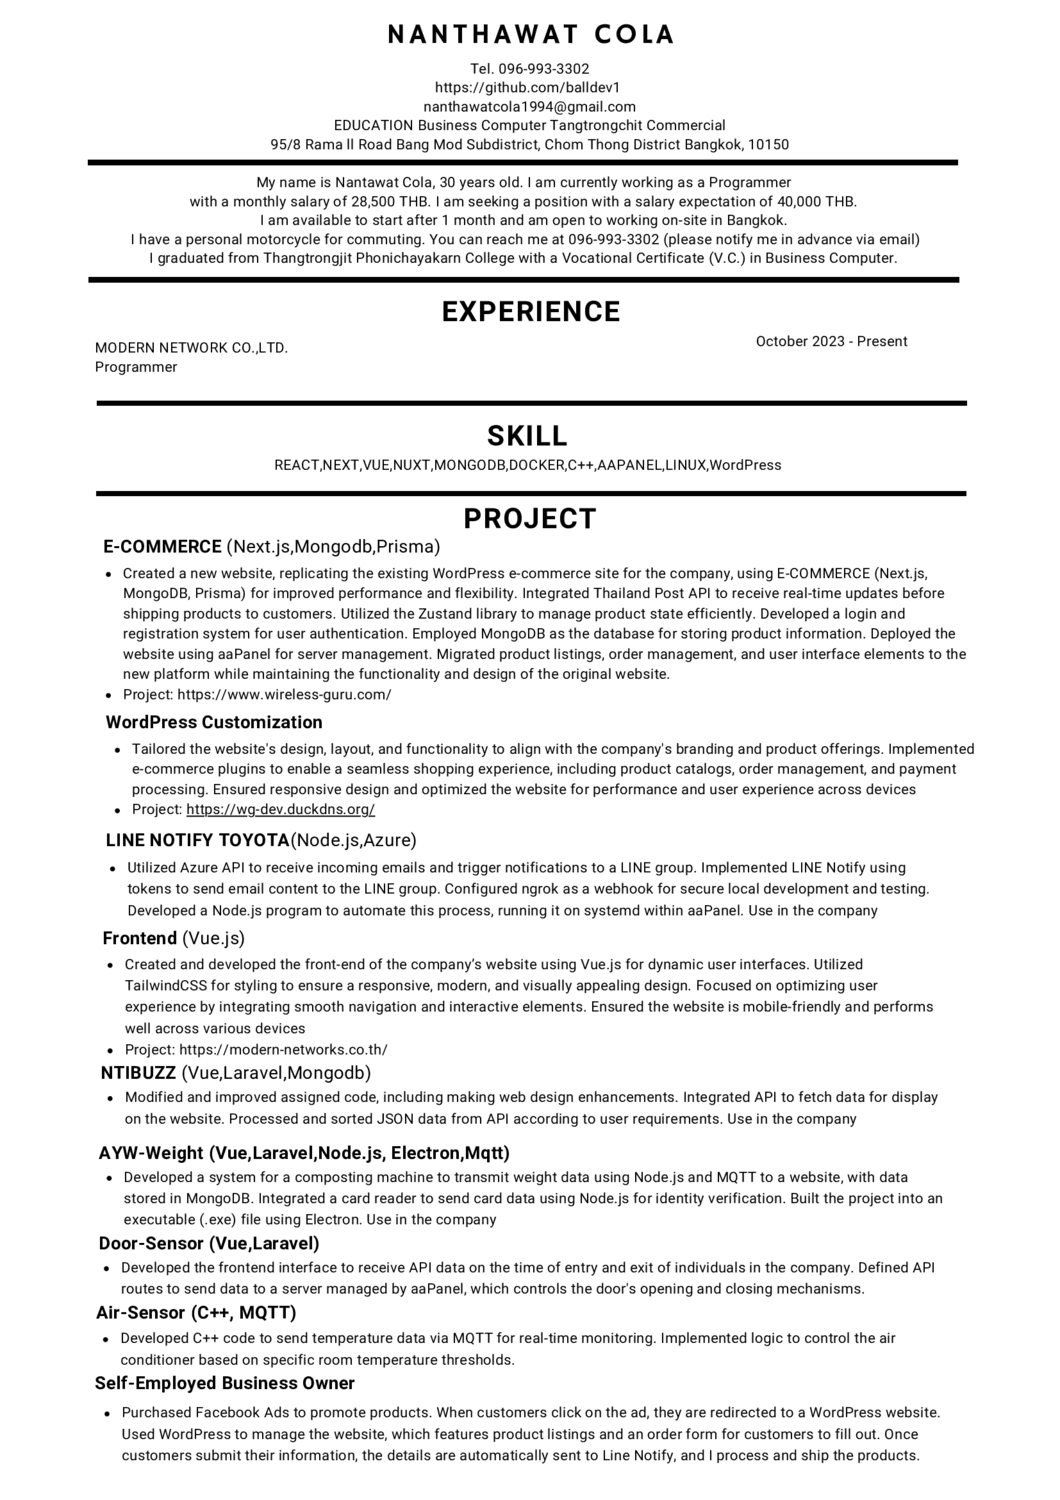 NANTHAWAT COLA
Tel. 096-993-3302
https://github.com/balldev1
nanthawatcola1994@gmail.com
EDUCATION Business Computer Tangtrongchit Commercial
95/8 Rama ll Road Bang Mod Subdistrict, Chom Thong District Bangkok, 10150
My name is Nantawat Cola, 30 years old. I am currently working as a Programmer
with a monthly salary of 28,500 THB. I am seeking a position with a salary expectation of 40,000 THB.
I am available to start after 1 month and am open to working on-site in Bangkok.
I have a personal motorcycle for commuting. You can reach me at 096-993-3302 (please notify me in advance via email)
I graduated from Thangtrongjit Phonichayakarn College with a Vocational Certificate (V.C.) in Business Computer.
EXPERIENCE
MODERN NETWORK CO.,LTD.
October 2023 - Present
Programmer
SKILL
REACT,NEXT,VUE,NUXT,MONGODB,DOCKER,C++,AAPANEL,LINUX,WordPress
PROJECT
E-COMMERCE (Next.js,Mongodb,Prisma)
• Created a new website, replicating the existing WordPress e-commerce site for the company, using E-COMMERCE (Next.js,
MongoDB, Prisma) for improved performance and flexibility. Integrated Thailand Post API to receive real-time updates before
shipping products to customers. Utilized the Zustand library to manage product state efficiently. Developed a login and
registration system for user authentication. Employed MongoDB as the database for storing product information. Deployed the
website using aaPanel for server management. Migrated product listings, order management, and user interface elements to the
new platform while maintaining the functionality and design of the original website.
• Project: https://www.wireless-guru.com/
WordPress Customization
• Tailored the website's design, layout, and functionality to align with the company's branding and product offerings. Implemented
e-commerce plugins to enable a seamless shopping experience, including product catalogs, order management, and payment
processing. Ensured responsive design and optimized the website for performance and user experience across devices
• Project: https://wg-dev.duckdns.org/
LINE NOTIFY TOYOTA(Node.js,Azure)
• Utilized Azure API to receive incoming emails and trigger notifications to a LINE group. Implemented LINE Notify using
tokens to send email content to the LINE group. Configured ngrok as a webhook for secure local development and testing.
Developed a Node.js program to automate this process, running it on systemd within aaPanel. Use in the company
Frontend (Vue.js)
• Created and developed the front-end of the company's website using Vue.js for dynamic user interfaces. Utilized
TailwindCSS for styling to ensure a responsive, modern, and visually appealing design. Focused on optimizing user
experience by integrating smooth navigation and interactive elements. Ensured the website is mobile-friendly and performs
well across various devices
• Project: https://modern-networks.co.th/
NTIBUZZ (Vue,Laravel,Mongodb)
• Modified and improved assigned code, including making web design enhancements. Integrated API to fetch data for display
on the website. Processed and sorted JSON data from API according to user requirements. Use in the company
AYW-Weight (Vue,Laravel,Node.js, Electron,Mqtt)
• Developed a system for a composting machine to transmit weight data using Node.js and MQTT to a website, with data
stored in MongoDB. Integrated a card reader to send card data using Node.js for identity verification. Built the project into an
executable (.exe) file using Electron. Use in the company
Door-Sensor (Vue,Laravel)
• Developed the frontend interface to receive API data on the time of entry and exit of individuals in the company. Defined API
routes to send data to a server managed by aaPanel, which controls the door's opening and closing mechanisms.
Air-Sensor (C++, MQTT)
• Developed C++ code to send temperature data via MQTT for real-time monitoring. Implemented logic to control the air
conditioner based on specific room temperature thresholds.
Self-Employed Business Owner
• Purchased Facebook Ads to promote products. When customers click on the ad, they are redirected to a WordPress website.
Used WordPress to manage the website, which features product listings and an order form for customers to fill out. Once
customers submit their information, the details are automatically sent to Line Notify, and I process and ship the products.